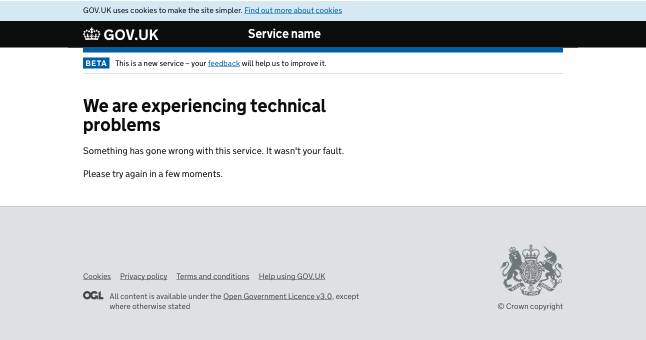 GOV.UK uses cookies to make the site simpler. Find out more about cookies
GOV.UK Service name
BETA This is a new service – your feedback will help us to improve it.
We are experiencing technical
problems
Something has gone wrong with this service. It wasn't your fault.
Please try again in a few moments.
Cookies Privacy policy Terms and conditions Help using GOV.UK
OGL All content is available under the Open Government Licence v3.0, except
where otherwise stated
© Crown copyright